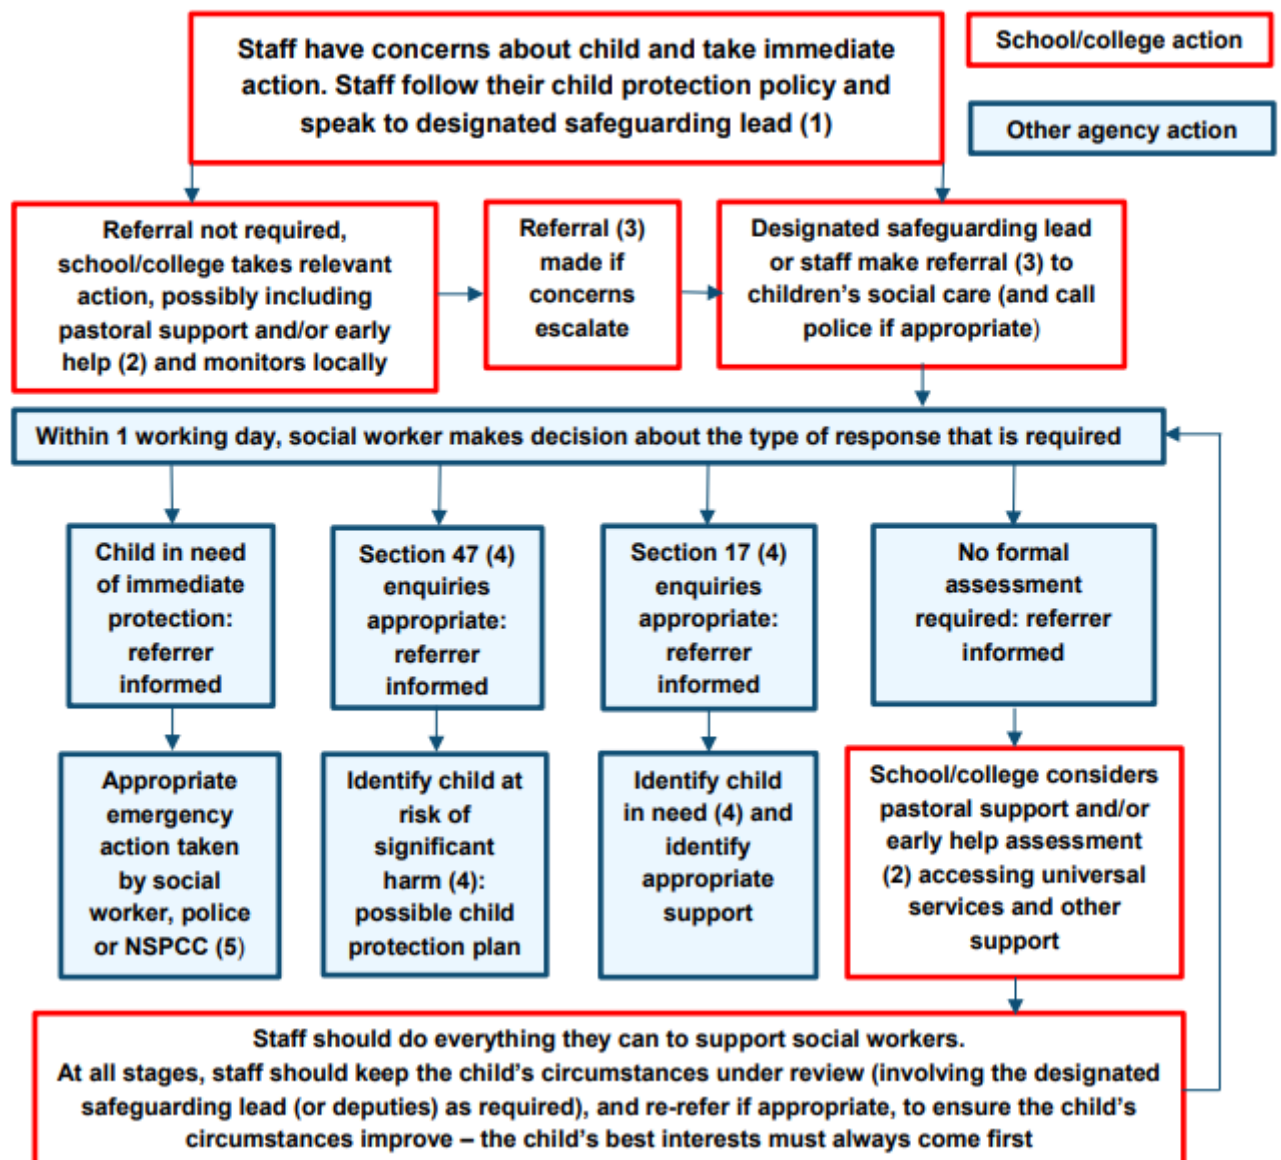 Staff have concerns about child and take immediate
action. Staff follow their child protection policy and
speak to designated safeguarding lead (1)
School/college action
Other agency action
Referral not required,
school/college takes relevant
action, possibly including
pastoral support and/or early
help (2) and monitors locally
Referral (3)
made if
concerns
escalate
Designated safeguarding lead
or staff make referral (3) to
children’s social care (and call
police if appropriate)
Within 1 working day, social worker makes decision about the type of response that is required
Child in need
of immediate
protection:
referrer
informed
Section 47 (4)
enquiries
appropriate:
referrer
informed
Section 17 (4)
enquiries
appropriate:
referrer
informed
No formal
assessment
required: referrer
informed
Appropriate
emergency
action taken
by social
worker, police
or NSPCC (5)
Identify child at
risk of
significant
harm (4):
possible child
protection plan
Identify child
in need (4) and
identify
appropriate
support
School/college considers
pastoral support and/or
early help assessment
(2) accessing universal
services and other
support
Staff should do everything they can to support social workers.
At all stages, staff should keep the child’s circumstances under review (involving the designated
safeguarding lead (or deputies) as required), and re-refer if appropriate, to ensure the child’s
circumstances improve – the child’s best interests must always come first